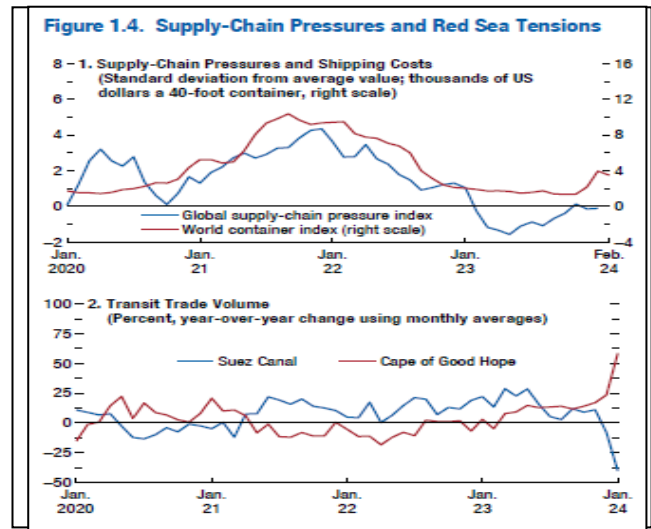 Figure 1.4. Supply-Chain Pressures and Red Sea Tensions
8 – 1. Supply-Chain Pressures and Shipping Costs – 16
(Standard deviation from average value; thousands of US
dollars a 40-foot container, right scale)
6 – – 12
4 – – 8
2 – – 4
0 – 0
Global supply-chain pressure index
World container index (right scale)
–2 –4
Jan. Jan. Jan. Jan. Feb.
2020 21 22 23 24
100 – 2. Transit Trade Volume
(Percent, year-over-year change using monthly averages)
75 –
50 –
Suez Canal Cape of Good Hope
25 –
0
–25 –
–50
Jan. Jan. Jan. Jan. Jan.
2020 21 22 23 24